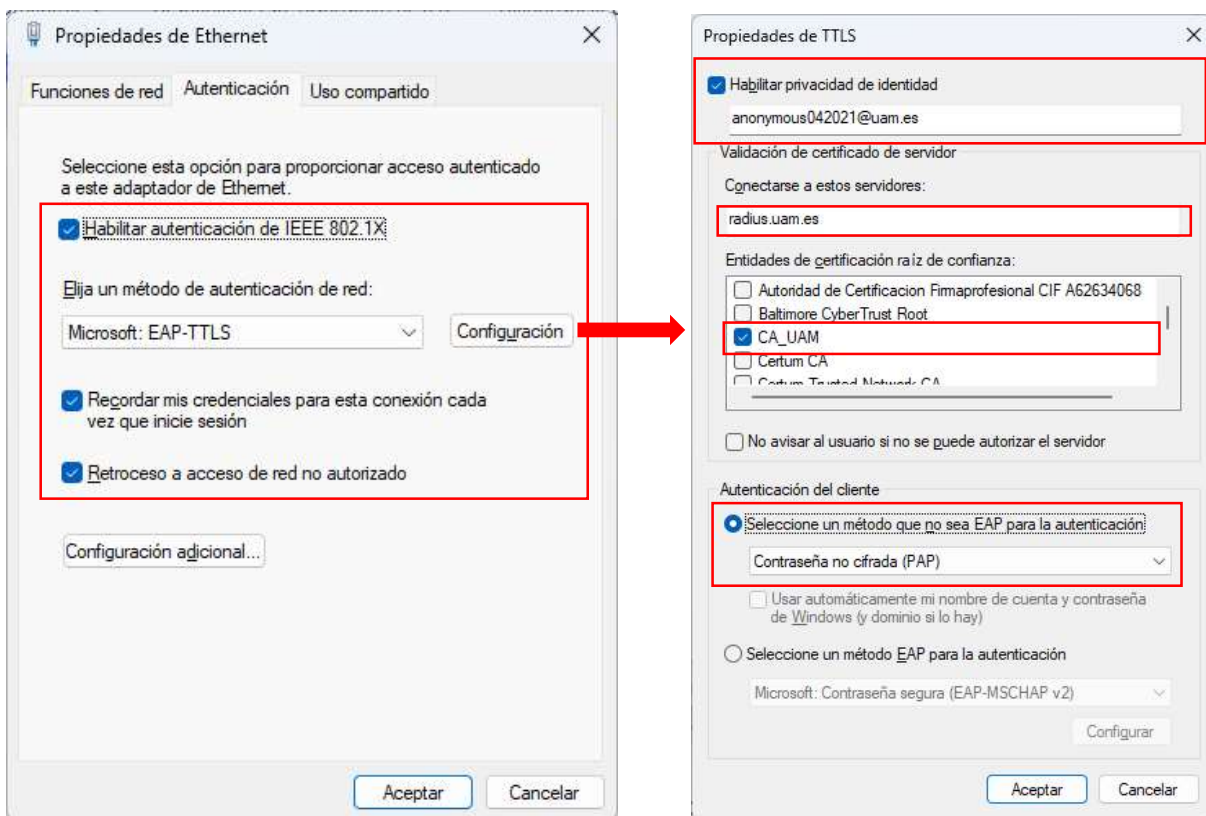 Propiedades de Ethernet
Funciones de red
Autenticación
Uso compartido
Seleccione esta opción para proporcionar acceso autenticado
a este adaptador de Ethernet.
Habilitar autenticación de IEEE 802.1X
Elija un método de autenticación de red:
Microsoft: EAP-TTLS
Configuración
Recordar mis credenciales para esta conexión cada
vez que inicie sesión
Retroceso a acceso de red no autorizado
Configuración adicional...
Aceptar
Cancelar
Propiedades de TTLS
Habilitar privacidad de identidad
anonymous042021@uam.es
Validación de certificado de servidor
Conectarse a estos servidores:
radius.uam.es
Entidades de certificación raíz de confianza:
Autoridad de Certificacion Firmaprofesional CIF A62634068
Baltimore CyberTrust Root
CA_UAM
Certum CA
Certum Trusted Network CA
No avisar al usuario si no se puede autorizar el servidor
Autenticación del cliente
Seleccione un método que no sea EAP para la autenticación
Contraseña no cifrada (PAP)
Usar automáticamente mi nombre de cuenta y contraseña
de Windows (y dominio si lo hay)
Seleccione un método EAP para la autenticación
Microsoft: Contraseña segura (EAP-MSCHAP v2)
Configurar
Aceptar
Cancelar